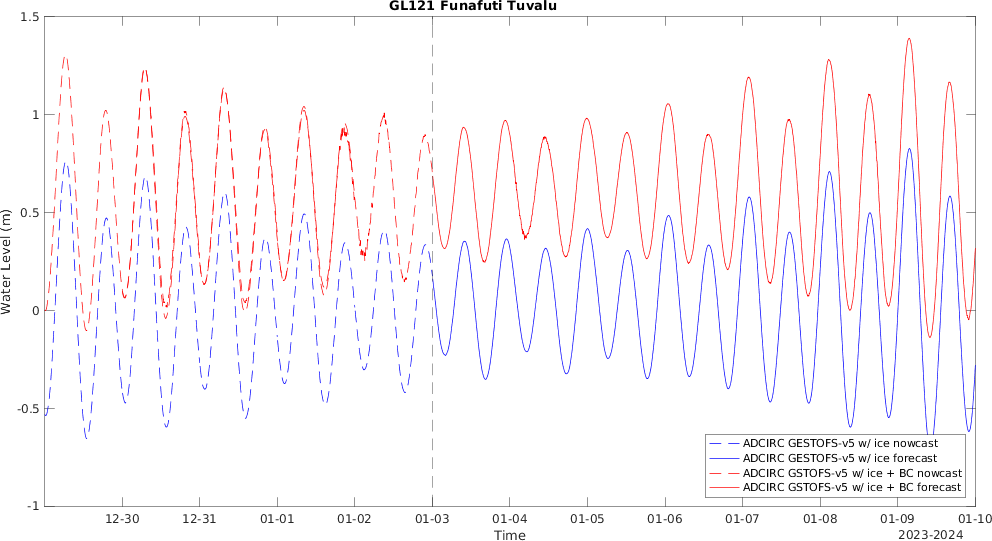 GL121 Funafuti Tuvalu
1.5
1
0.5
0
-0.5
-1
Water Level (m)
12-30 12-31 01-01 01-02 01-03 01-04 01-05 01-06 01-07 01-08 01-09 01-10
Time
2023-2024
ADCIRC GESTOFS-v5 w/ ice nowcast
ADCIRC GESTOFS-v5 w/ ice forecast
ADCIRC GSTOFS-v5 w/ ice + BC nowcast
ADCIRC GSTOFS-v5 w/ ice + BC forecast